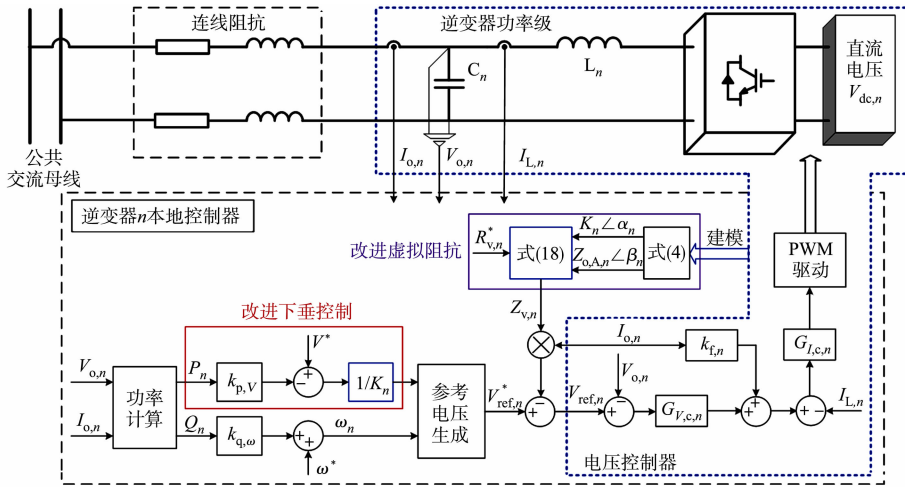 连线阻抗
逆变器功率级
C_n
L_n
直流
电压
V_dc,n
公共
交流母线
I_o,n
V_o,n
I_L,n
逆变器n本地控制器
改进虚拟阻抗
R*_v,n
式(18)
K_n∠α_n
Z_o,A,n∠β_n
式(4)
建模
PWM
驱动
Z_v,n
改进下垂控制
V*
I_o,n
k_f,n
G_I,c,n
V_o,n
I_o,n
功率
计算
P_n
k_p,V
1/K_n
Q_n
k_q,ω
ω_n
ω*
参考
电压
生成
V*_ref,n
V_ref,n
V_o,n
G_V,c,n
I_L,n
电压控制器